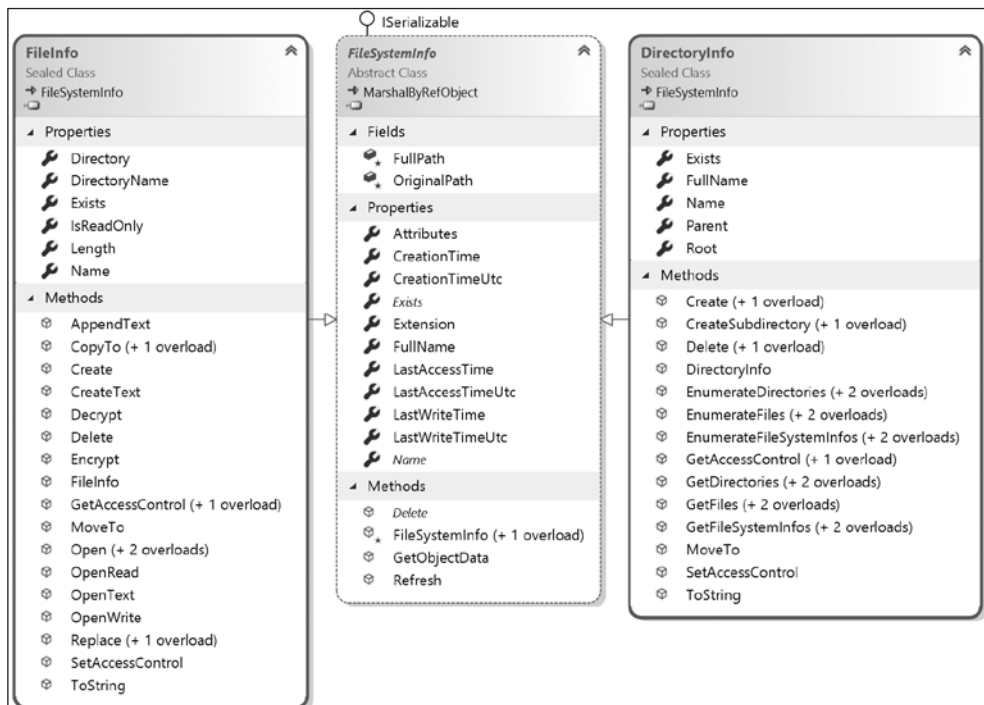 ISerializable
FileInfo
Sealed Class
FileSystemInfo
Properties
Directory
DirectoryName
Exists
IsReadOnly
Length
Name
Methods
AppendText
CopyTo (+ 1 overload)
Create
CreateText
Decrypt
Delete
Encrypt
FileInfo
GetAccessControl (+ 1 overload)
MoveTo
Open (+ 2 overloads)
OpenRead
OpenText
OpenWrite
Replace (+ 1 overload)
SetAccessControl
ToString
FileSystemInfo
Abstract Class
MarshalByRefObject
Fields
FullPath
OriginalPath
Properties
Attributes
CreationTime
CreationTimeUtc
Exists
Extension
FullName
LastAccessTime
LastAccessTimeUtc
LastWriteTime
LastWriteTimeUtc
Name
Methods
Delete
FileSystemInfo (+ 1 overload)
GetObjectData
Refresh
DirectoryInfo
Sealed Class
FileSystemInfo
Properties
Exists
FullName
Name
Parent
Root
Methods
Create (+ 1 overload)
CreateSubdirectory (+ 1 overload)
Delete (+ 1 overload)
DirectoryInfo
EnumerateDirectories (+ 2 overloads)
EnumerateFiles (+ 2 overloads)
EnumerateFileSystemInfos (+ 2 overloads)
GetAccessControl (+ 1 overload)
GetDirectories (+ 2 overloads)
GetFiles (+ 2 overloads)
GetFileSystemInfos (+ 2 overloads)
MoveTo
SetAccessControl
ToString